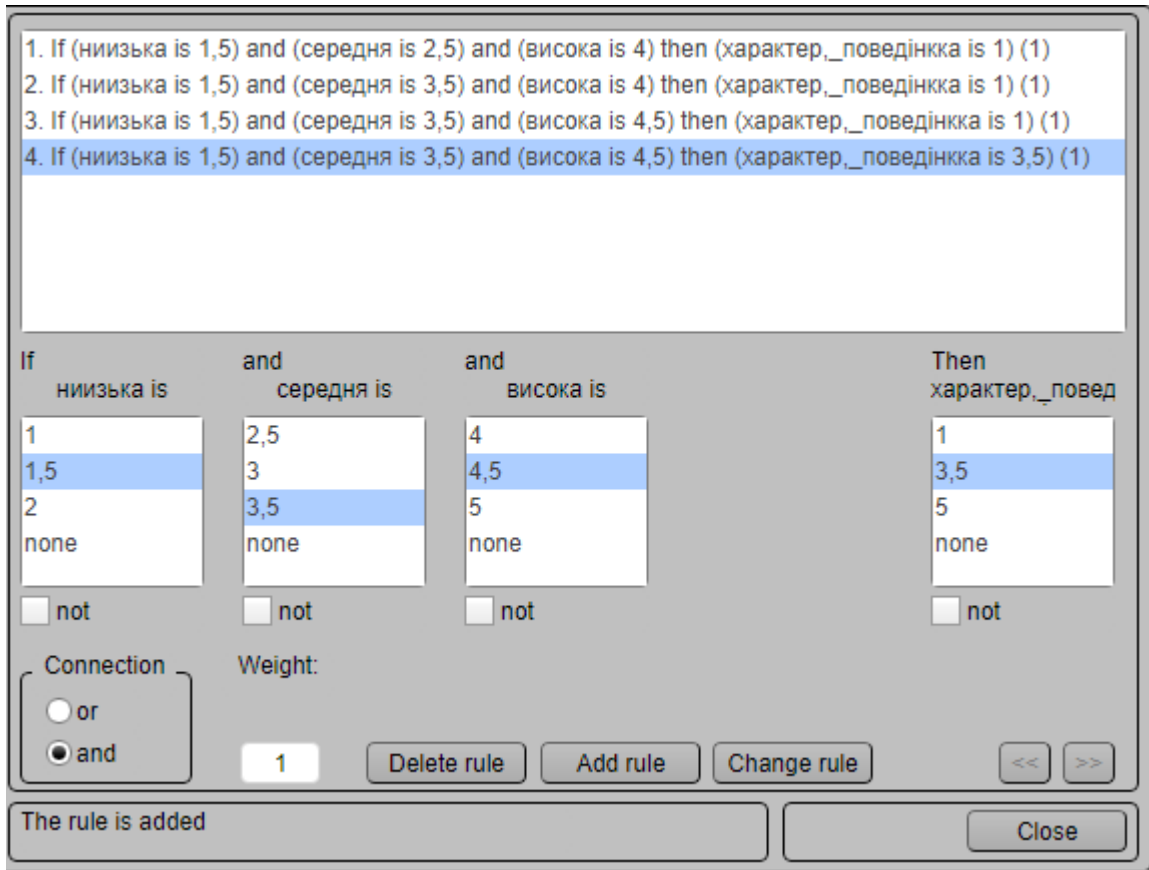 1. If (ниизька is 1,5) and (середня is 2,5) and (висока is 4) then (характер,_поведінкка is 1) (1)
2. If (ниизька is 1,5) and (середня is 3,5) and (висока is 4) then (характер,_поведінкка is 1) (1)
3. If (ниизька is 1,5) and (середня is 3,5) and (висока is 4,5) then (характер,_поведінкка is 1) (1)
4. If (ниизька is 1,5) and (середня is 3,5) and (висока is 4,5) then (характер,_поведінкка is 3,5) (1)
If and and Then
ниизька is середня is висока is характер,_повед
1 2,5 4 1
1,5 3 4,5 3,5
2 3,5 5 5
none none none none
not not not not
Connection Weight:
or
and 1 Delete rule Add rule Change rule << >>
The rule is added Close